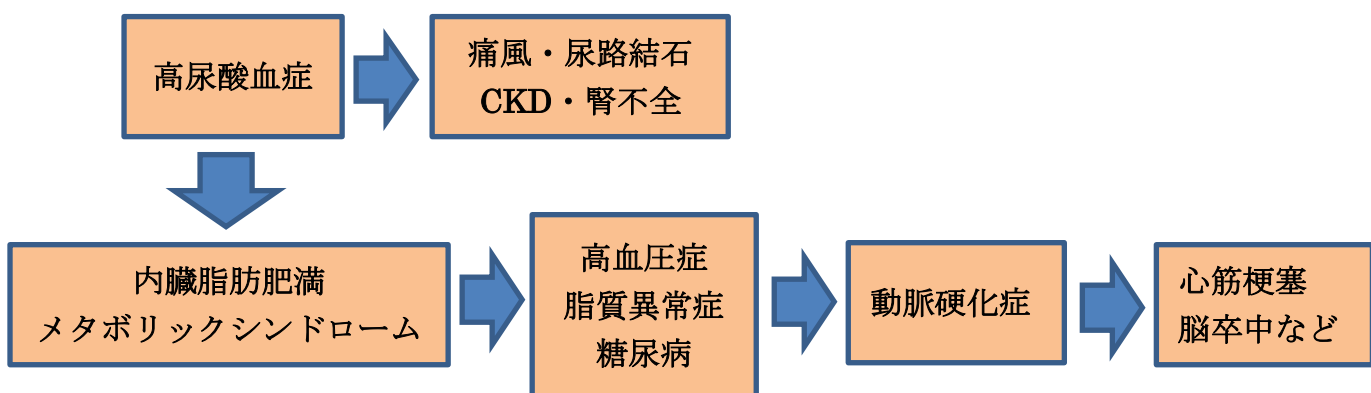 高尿酸血症
痛風・尿路結石
CKD・腎不全
内臓脂肪肥満
メタボリックシンドローム
高血圧症
脂質異常症
糖尿病
動脈硬化症
心筋梗塞
脳卒中など